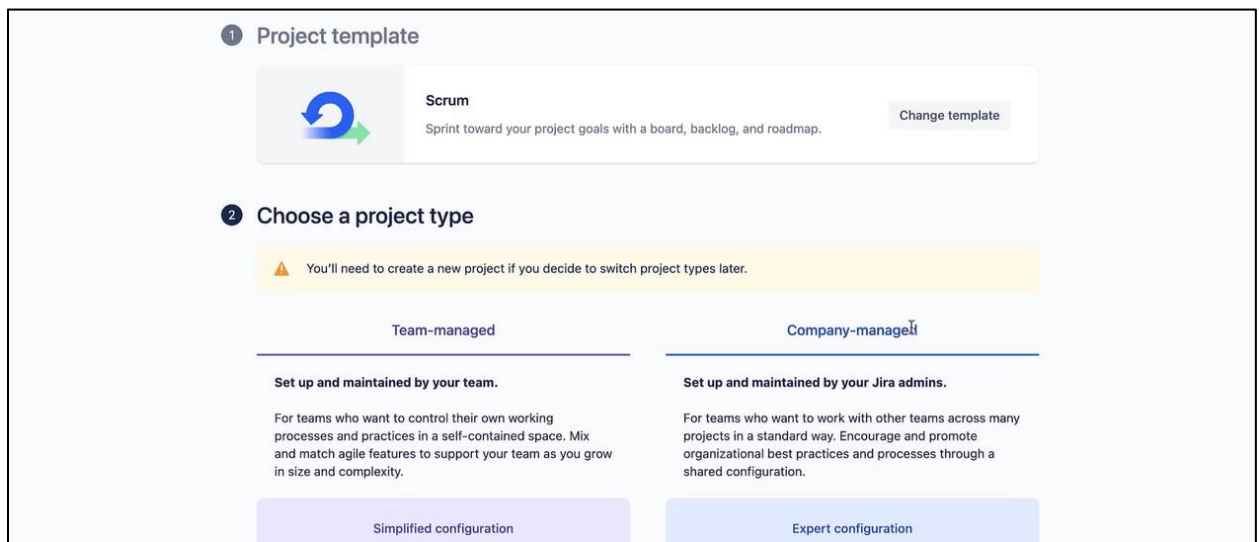 1 Project template
Scrum
Sprint toward your project goals with a board, backlog, and roadmap.
Change template
2 Choose a project type
You'll need to create a new project if you decide to switch project types later.
Team-managed
Set up and maintained by your team.
For teams who want to control their own working
processes and practices in a self-contained space. Mix
and match agile features to support your team as you grow
in size and complexity.
Simplified configuration
Company-managed
Set up and maintained by your Jira admins.
For teams who want to work with other teams across many
projects in a standard way. Encourage and promote
organizational best practices and processes through a
shared configuration.
Expert configuration